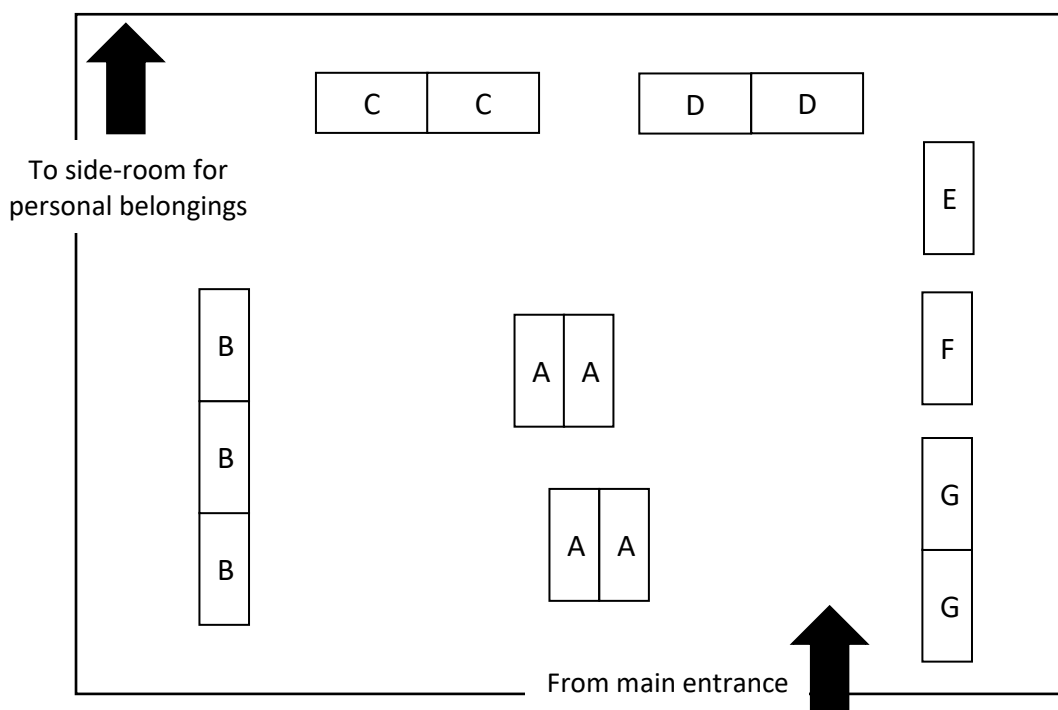 C C D D
To side-room for
personal belongings
E
B
F
A A
B
G
A A
B
G
From main entrance